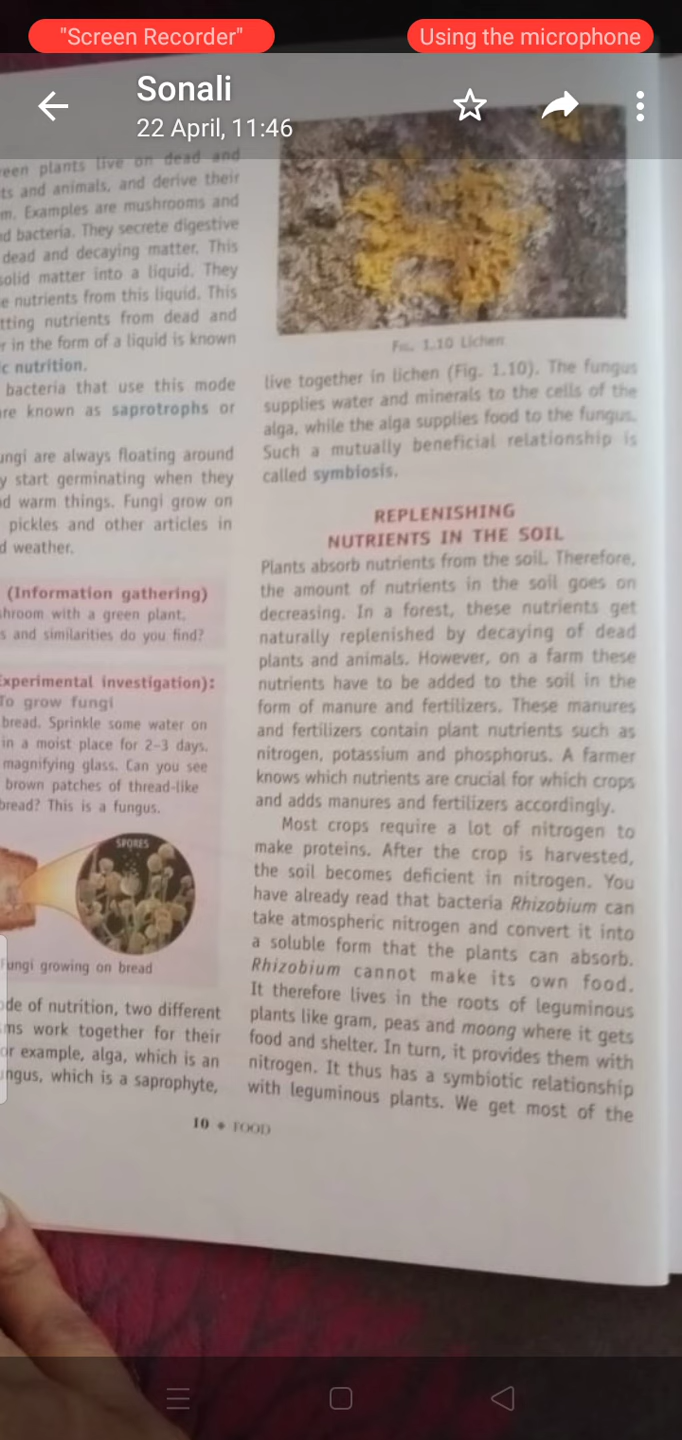 "Screen Recorder"
Using the microphone
Sonali
22 April, 11:46
een plants live on dead and
ts and animals, and derive their
m. Examples are mushrooms and
d bacteria. They secrete digestive
dead and decaying matter. This
solid matter into a liquid. They
e nutrients from this liquid. This
tting nutrients from dead and
r in the form of a liquid is known
c nutrition.
bacteria that use this mode
re known as saprotrophs or
ungi are always floating around
y start germinating when they
d warm things. Fungi grow on
pickles and other articles in
d weather.
(Information gathering)
shroom with a green plant.
s and similarities do you find?
Experimental investigation):
To grow fungi
bread. Sprinkle some water on
in a moist place for 2–3 days.
magnifying glass. Can you see
brown patches of thread-like
bread? This is a fungus.
SPORES
Fungi growing on bread
ode of nutrition, two different
ms work together for their
or example, alga, which is an
ungus, which is a saprophyte,
Fig. 1.10 Lichen
live together in lichen (Fig. 1.10). The fungus
supplies water and minerals to the cells of the
alga, while the alga supplies food to the fungus.
Such a mutually beneficial relationship is
called symbiosis.
REPLENISHING
NUTRIENTS IN THE SOIL
Plants absorb nutrients from the soil. Therefore,
the amount of nutrients in the soil goes on
decreasing. In a forest, these nutrients get
naturally replenished by decaying of dead
plants and animals. However, on a farm these
nutrients have to be added to the soil in the
form of manure and fertilizers. These manures
and fertilizers contain plant nutrients such as
nitrogen, potassium and phosphorus. A farmer
knows which nutrients are crucial for which crops
and adds manures and fertilizers accordingly.
Most crops require a lot of nitrogen to
make proteins. After the crop is harvested,
the soil becomes deficient in nitrogen. You
have already read that bacteria Rhizobium can
take atmospheric nitrogen and convert it into
a soluble form that the plants can absorb.
Rhizobium cannot make its own food.
It therefore lives in the roots of leguminous
plants like gram, peas and moong where it gets
food and shelter. In turn, it provides them with
nitrogen. It thus has a symbiotic relationship
with leguminous plants. We get most of the
10 ◆ FOOD